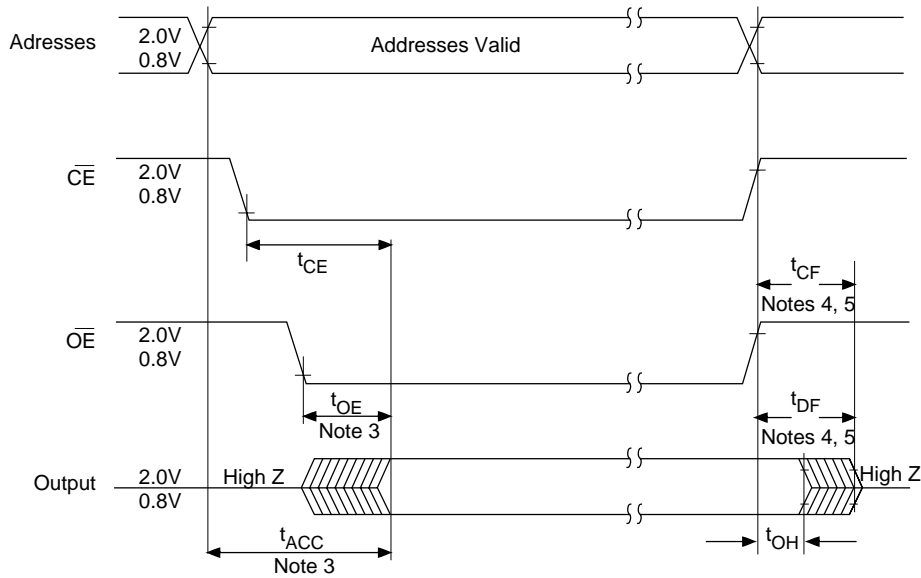 Adresses
2.0V
0.8V
Addresses Valid
CE
2.0V
0.8V
tCE
tCF
Notes 4, 5
OE
2.0V
0.8V
tOE
Note 3
tDF
Notes 4, 5
Output
2.0V
0.8V
High Z
High Z
tACC
Note 3
tOH